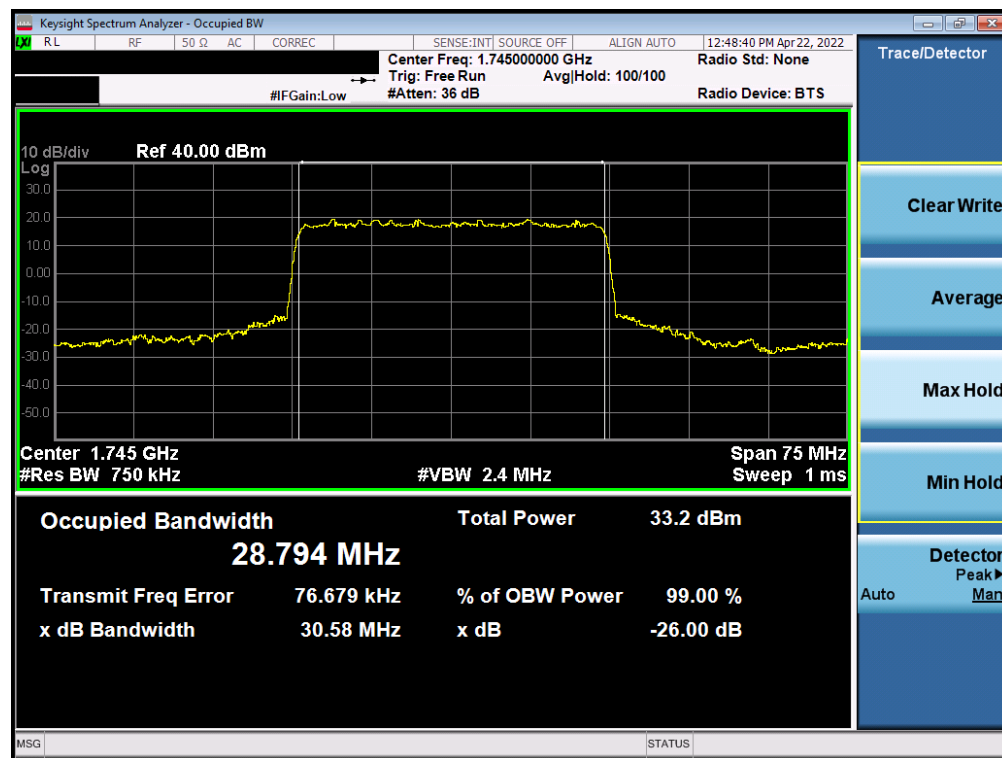 Keysight Spectrum Analyzer - Occupied BW
LXI RL RF 50 Ω AC CORREC SENSE:INT SOURCE OFF ALIGN AUTO 12:48:40 PM Apr 22, 2022
Center Freq: 1.745000000 GHz Radio Std: None
Trig: Free Run Avg|Hold: 100/100
#IFGain:Low #Atten: 36 dB Radio Device: BTS
10 dB/div Ref 40.00 dBm
Log
30.0
20.0
10.0
0.00
-10.0
-20.0
-30.0
-40.0
-50.0
Center 1.745 GHz Span 75 MHz
#Res BW 750 kHz #VBW 2.4 MHz Sweep 1 ms
Occupied Bandwidth Total Power 33.2 dBm
28.794 MHz
Transmit Freq Error 76.679 kHz % of OBW Power 99.00 %
x dB Bandwidth 30.58 MHz x dB -26.00 dB
MSG STATUS
Trace/Detector
Clear Write
Average
Max Hold
Min Hold
Detector
Peak▶
Auto Man